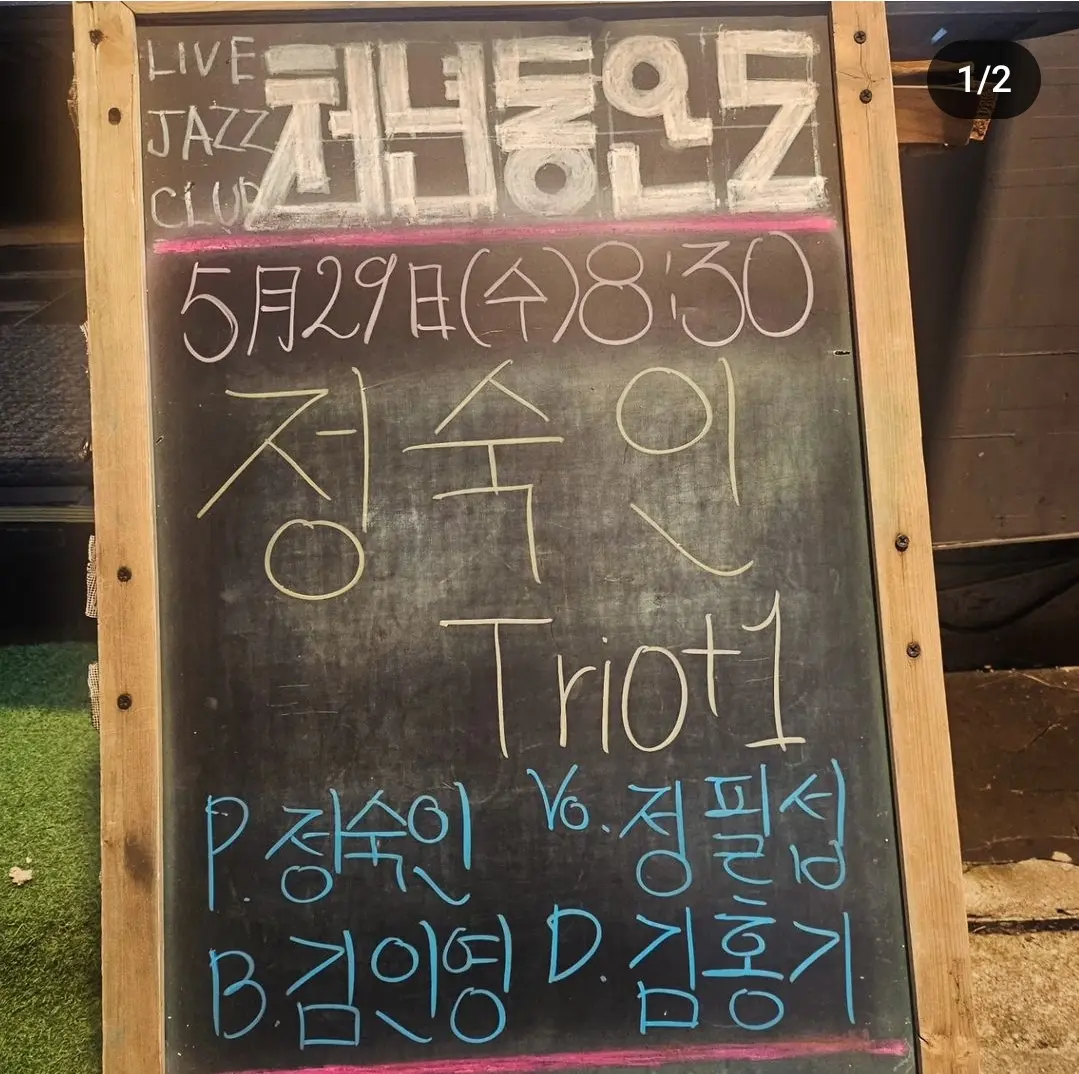 1/2
LIVE
JAZZ
CLUB
천년동안도
5月29日(수)8:30
정숙인
Trio+1
P.정숙인 Vo.정필섭
B.김인영 D.김홍기